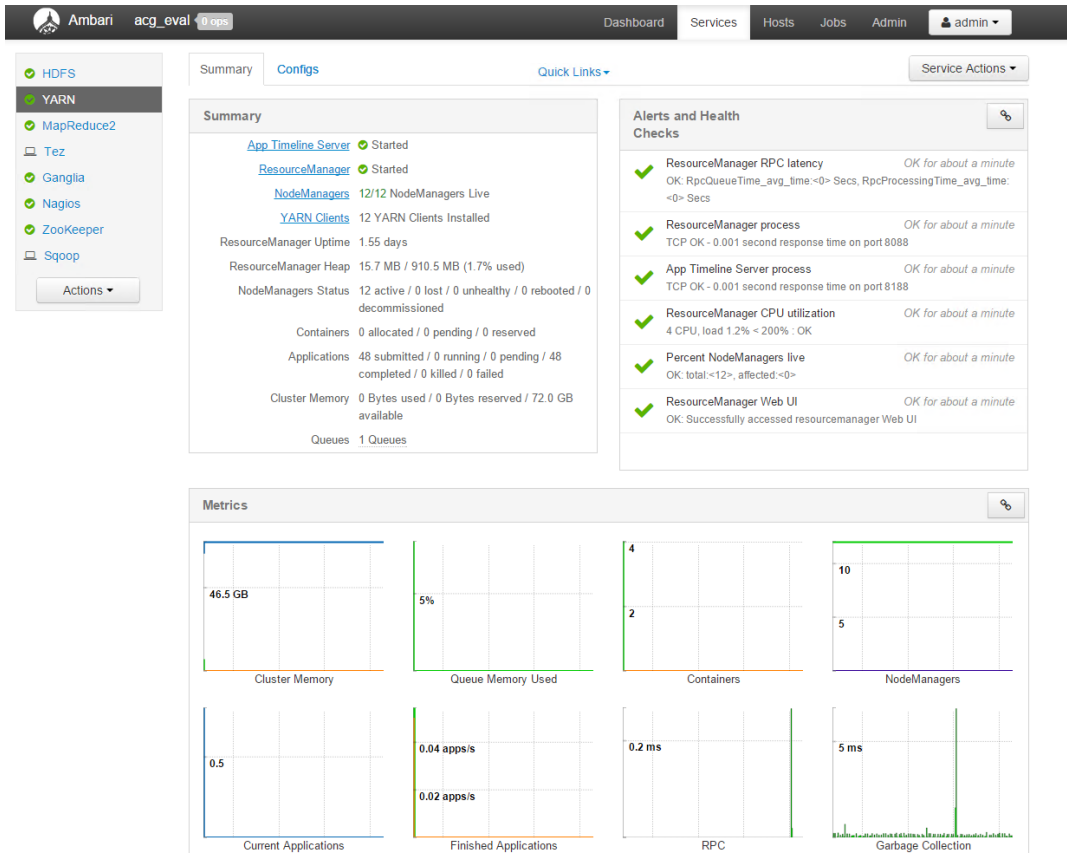 Ambari acg_eval 0 ops Dashboard Services Hosts Jobs Admin admin
HDFS
YARN
MapReduce2
Tez
Ganglia
Nagios
ZooKeeper
Sqoop
Actions
Summary Configs Quick Links Service Actions
Summary
App Timeline Server Started
ResourceManager Started
NodeManagers 12/12 NodeManagers Live
YARN Clients 12 YARN Clients Installed
ResourceManager Uptime 1.55 days
ResourceManager Heap 15.7 MB / 910.5 MB (1.7% used)
NodeManagers Status 12 active / 0 lost / 0 unhealthy / 0 rebooted / 0
decommissioned
Containers 0 allocated / 0 pending / 0 reserved
Applications 48 submitted / 0 running / 0 pending / 48
completed / 0 killed / 0 failed
Cluster Memory 0 Bytes used / 0 Bytes reserved / 72.0 GB
available
Queues 1 Queues
Alerts and Health
Checks
ResourceManager RPC latency OK for about a minute
OK: RpcQueueTime_avg_time:<0> Secs, RpcProcessingTime_avg_time:
<0> Secs
ResourceManager process OK for about a minute
TCP OK - 0.001 second response time on port 8088
App Timeline Server process OK for about a minute
TCP OK - 0.001 second response time on port 8188
ResourceManager CPU utilization OK for about a minute
4 CPU, load 1.2% < 200% : OK
Percent NodeManagers live OK for about a minute
OK: total:<12>, affected:<0>
ResourceManager Web UI OK for about a minute
OK: Successfully accessed resourcemanager Web UI
Metrics
46.5 GB
Cluster Memory
5%
Queue Memory Used
4
2
Containers
10
5
NodeManagers
0.5
Current Applications
0.04 apps/s
0.02 apps/s
Finished Applications
0.2 ms
RPC
5 ms
Garbage Collection